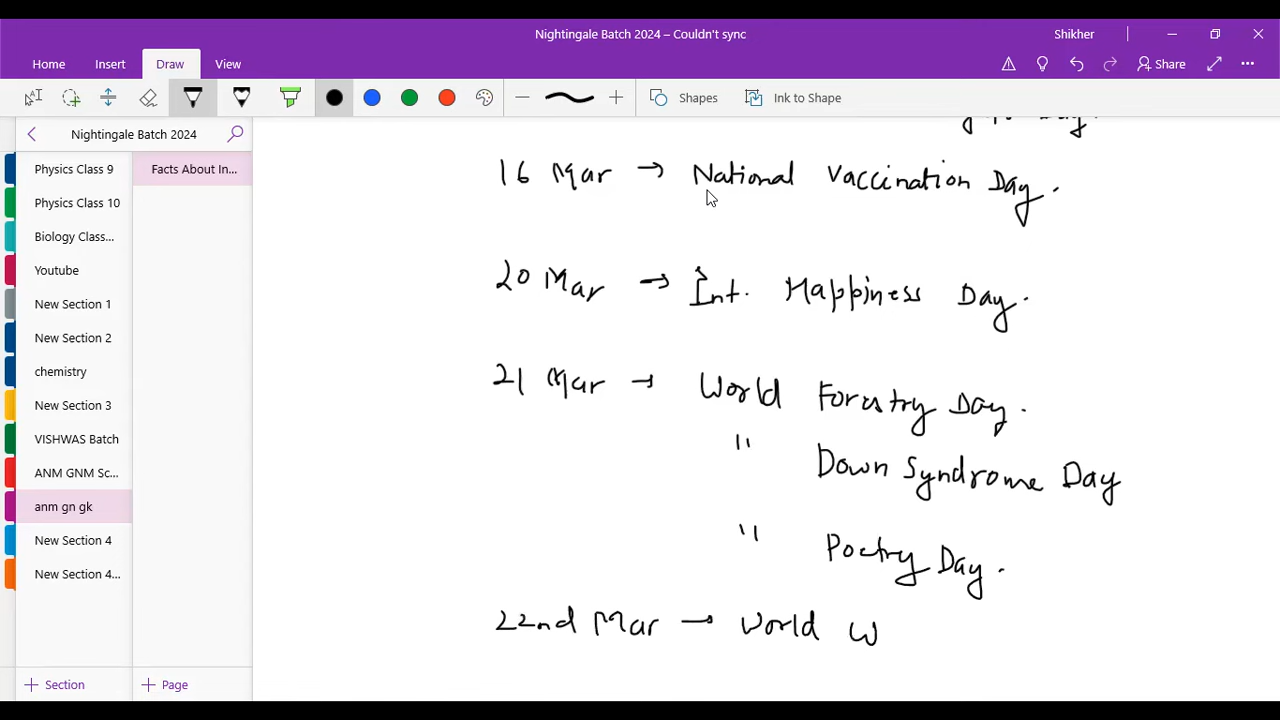 Nightingale Batch 2024 – Couldn't sync
Shikher
Home Insert Draw View
Share
Shapes Ink to Shape
Nightingale Batch 2024
Physics Class 9
Physics Class 10
Biology Class...
Youtube
New Section 1
New Section 2
chemistry
New Section 3
VISHWAS Batch
ANM GNM Sc...
anm gn gk
New Section 4
New Section 4...
+ Section
Facts About In...
+ Page
Day.
16 Mar → National Vaccination Day.
20 Mar → Int. Happiness Day.
21 Mar → World Forestry Day.
" Down Syndrome Day
" Poetry Day.
22nd Mar → World W